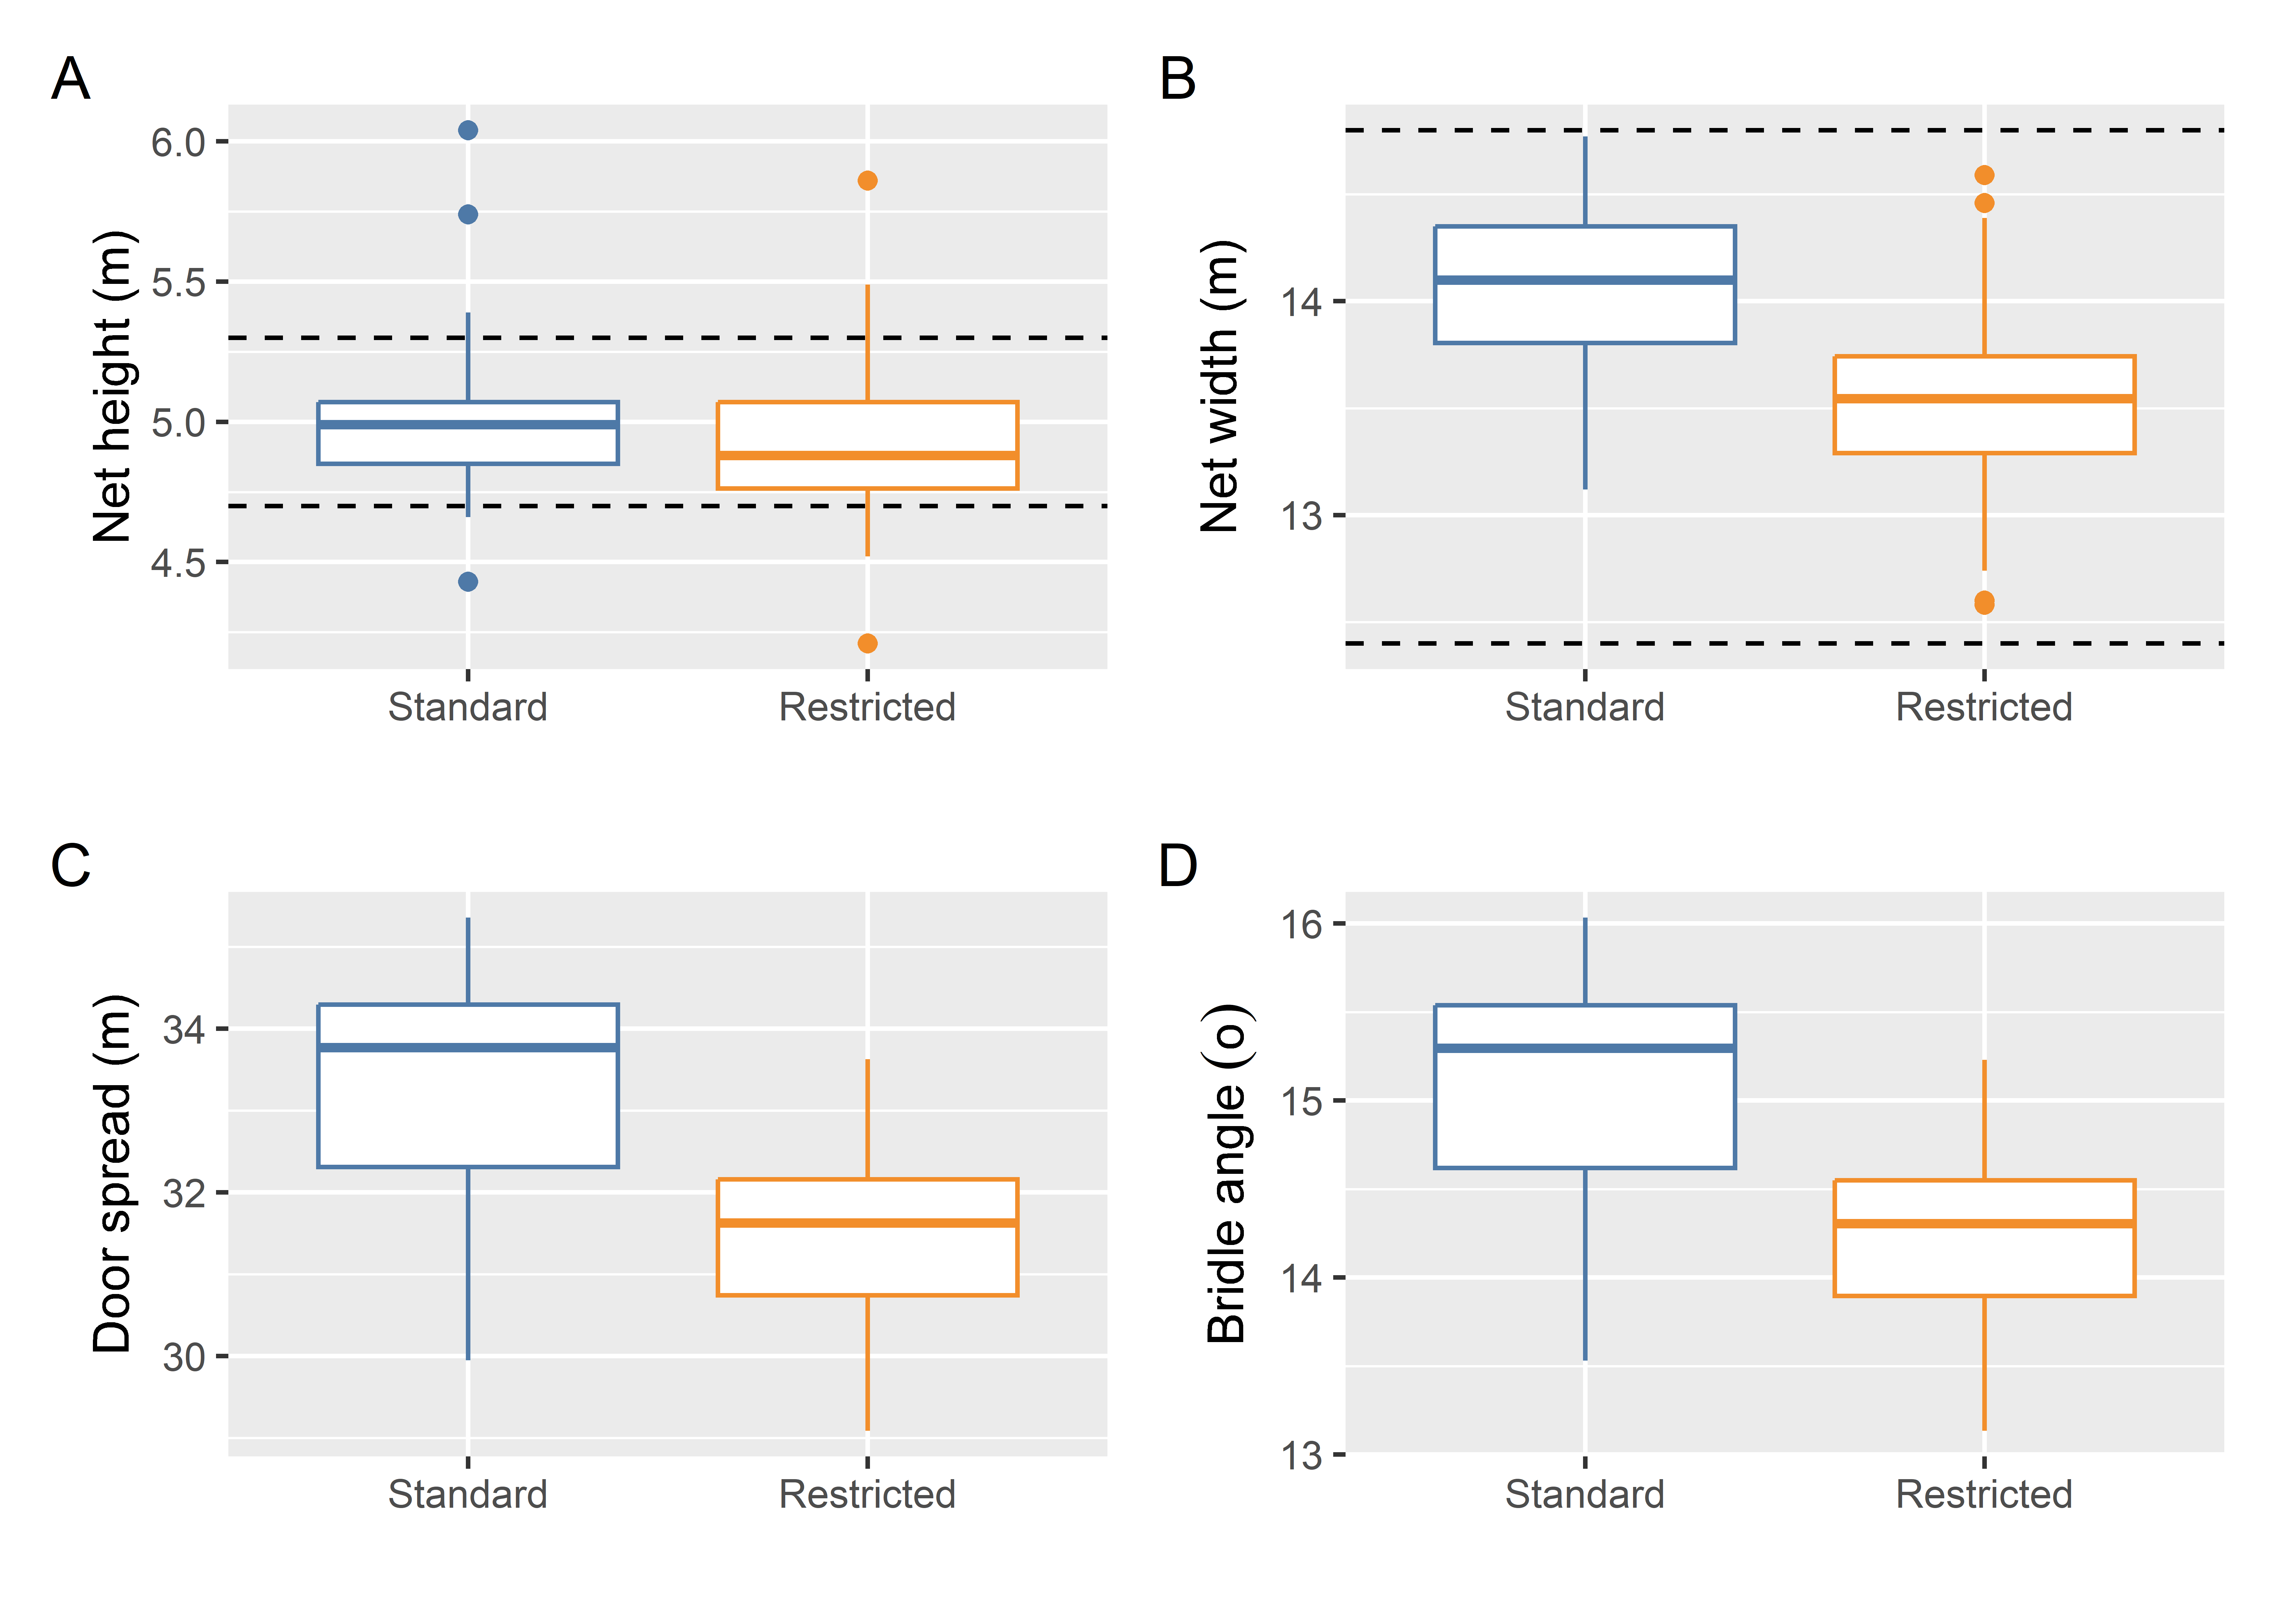 A
Net height (m)
6.0
5.5
5.0
4.5
Standard Restricted
B
Net width (m)
14
13
Standard Restricted
C
Door spread (m)
34
32
30
Standard Restricted
D
Bridle angle (o)
16
15
14
13
Standard Restricted